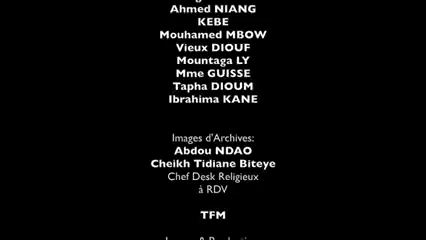 Ahmed NIANG
KEBE
Mouhamed MBOW
Vieux DIOUF
Mountaga LY
Mme GUISSE
Tapha DIOUM
Ibrahima KANE
Images d'Archives:
Abdou NDAO
Cheikh Tidiane Biteye
Chef Desk Religieux
à RDV
TFM